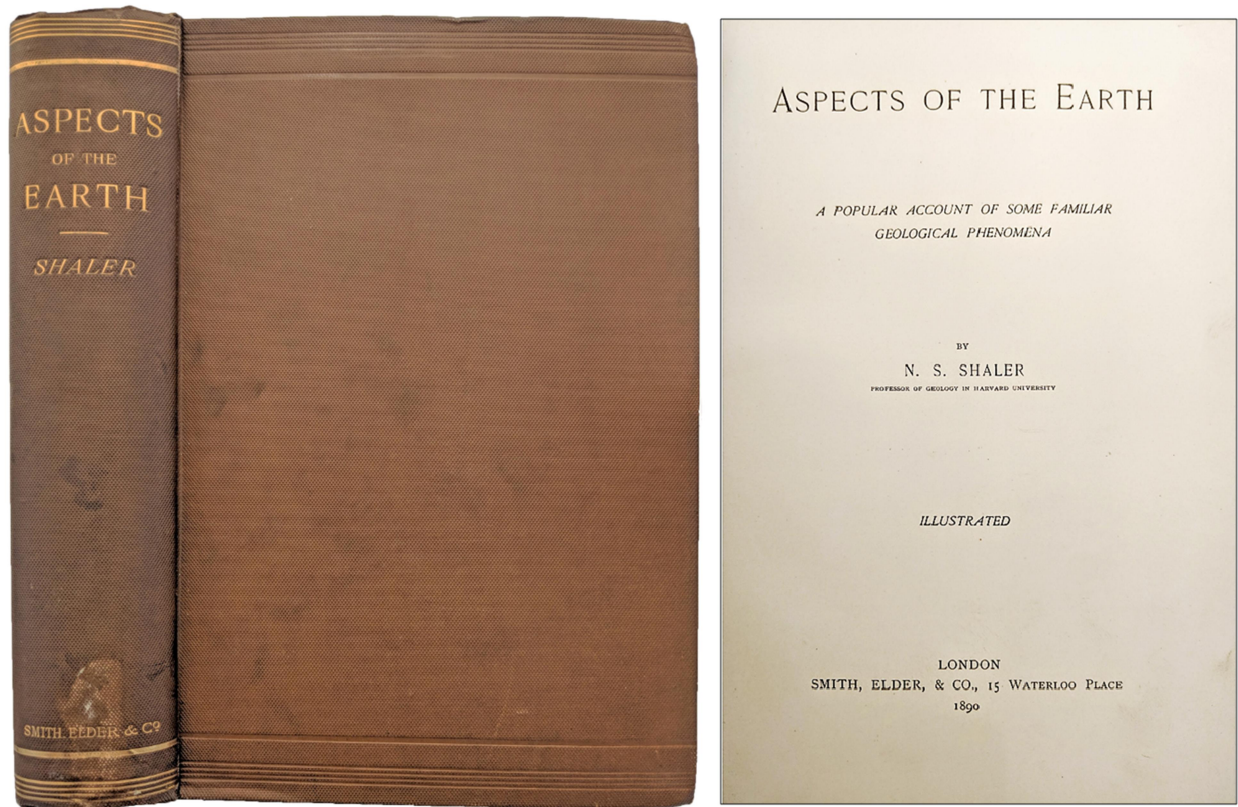 ASPECTS
OF THE
EARTH
SHALER
SMITH. ELDER. & Cº
ASPECTS OF THE EARTH
A POPULAR ACCOUNT OF SOME FAMILIAR
GEOLOGICAL PHENOMENA
BY
N. S. SHALER
PROFESSOR OF GEOLOGY IN HARVARD UNIVERSITY
ILLUSTRATED
LONDON
SMITH, ELDER, & CO., 15 WATERLOO PLACE
1890